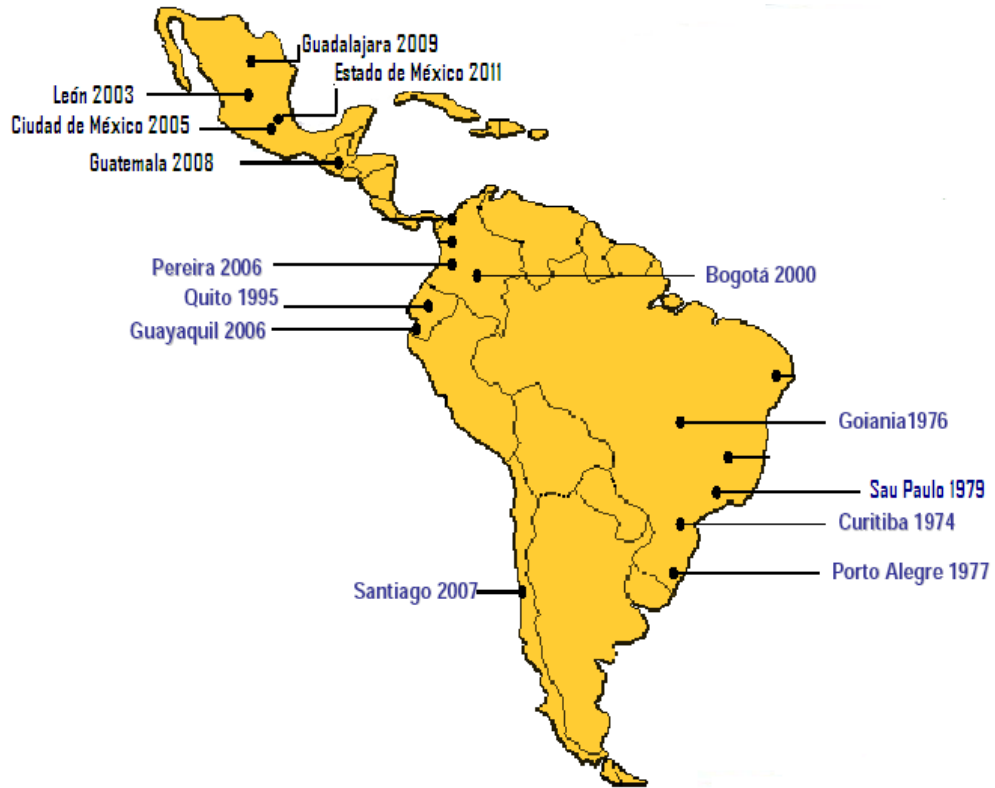 Guadalajara 2009
Estado de México 2011
León 2003
Ciudad de México 2005
Guatemala 2008
Pereira 2006
Bogotá 2000
Quito 1995
Guayaquil 2006
Goiania1976
Sau Paulo 1979
Curitiba 1974
Porto Alegre 1977
Santiago 2007